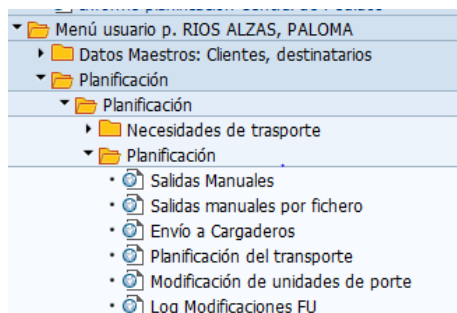 Menú usuario p. RIOS ALZAS, PALOMA
Datos Maestros: Clientes, destinatarios
Planificación
Planificación
Necesidades de trasporte
Planificación
Salidas Manuales
Salidas manuales por fichero
Envío a Cargaderos
Planificación del transporte
Modificación de unidades de porte
Log Modificaciones FU